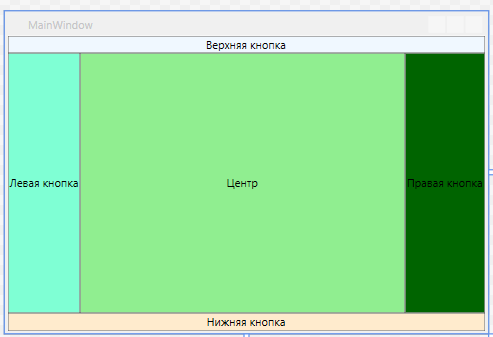 MainWindow
Верхняя кнопка
Левая кнопка
Центр
Правая кнопка
Нижняя кнопка